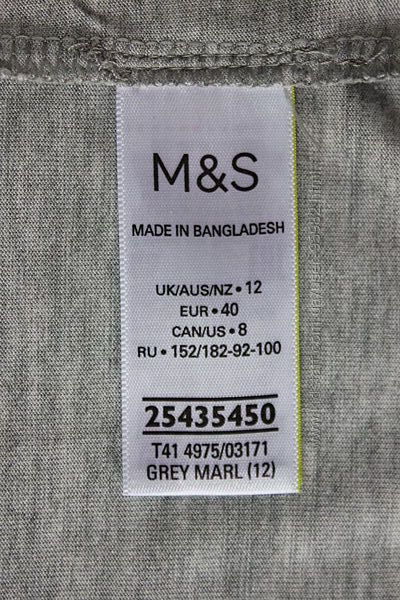 M&S
MADE IN BANGLADESH
UK/AUS/NZ • 12
EUR • 40
CAN/US • 8
RU • 152/182-92-100
25435450
T41 4975/03171
GREY MARL (12)